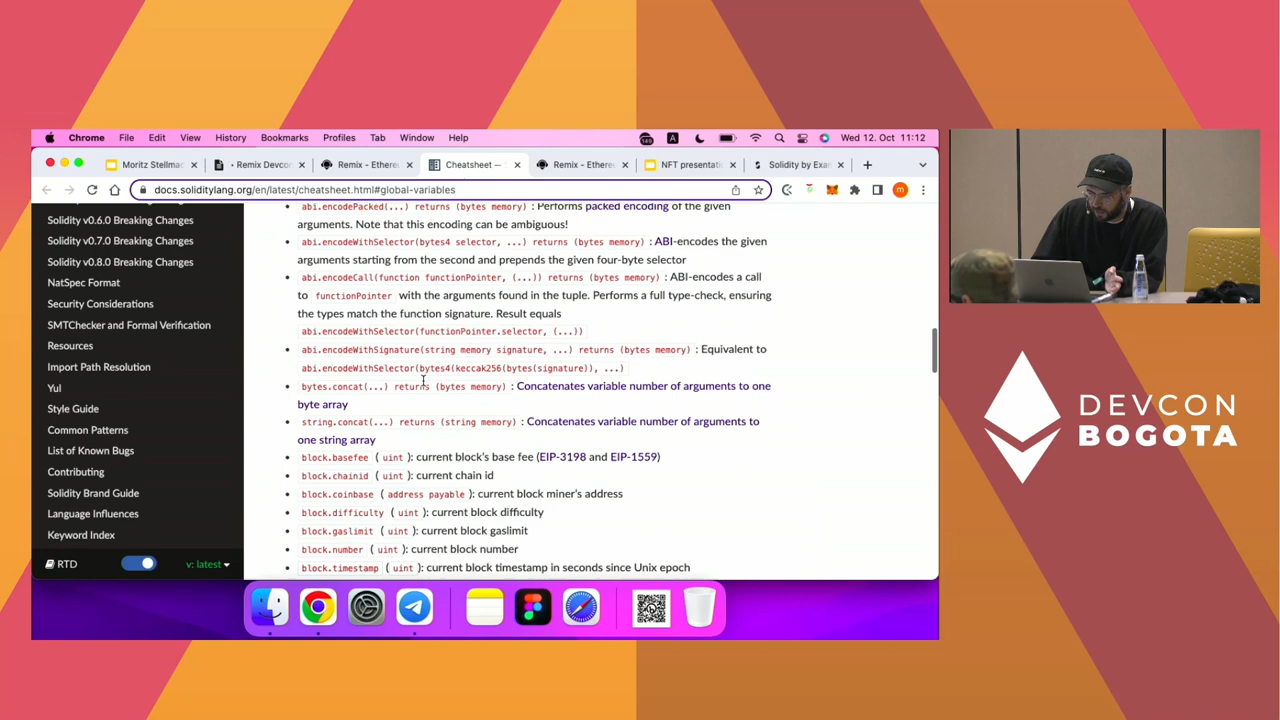 Chrome File Edit View History Bookmarks Profiles Tab Window Help Wed 12. Oct 11:12
Moritz Stellmac
• Remix Devcon
Remix - Ethere
Cheatsheet —
Remix - Ethere
NFT presentati
Solidity by Exam
docs.soliditylang.org/en/latest/cheatsheet.html#global-variables
Solidity v0.6.0 Breaking Changes
Solidity v0.7.0 Breaking Changes
Solidity v0.8.0 Breaking Changes
NatSpec Format
Security Considerations
SMTChecker and Formal Verification
Resources
Import Path Resolution
Yul
Style Guide
Common Patterns
List of Known Bugs
Contributing
Solidity Brand Guide
Language Influences
Keyword Index
RTD v: latest
abi.encodePacked(...) returns (bytes memory) : Performs packed encoding of the given
arguments. Note that this encoding can be ambiguous!
abi.encodeWithSelector(bytes4 selector, ...) returns (bytes memory) : ABI-encodes the given
arguments starting from the second and prepends the given four-byte selector
abi.encodeCall(function functionPointer, (...)) returns (bytes memory) : ABI-encodes a call
to functionPointer with the arguments found in the tuple. Performs a full type-check, ensuring
the types match the function signature. Result equals
abi.encodeWithSelector(functionPointer.selector, (...))
abi.encodeWithSignature(string memory signature, ...) returns (bytes memory) : Equivalent to
abi.encodeWithSelector(bytes4(keccak256(bytes(signature)), ...)
bytes.concat(...) returns (bytes memory) : Concatenates variable number of arguments to one
byte array
string.concat(...) returns (string memory) : Concatenates variable number of arguments to
one string array
block.basefee ( uint ): current block's base fee (EIP-3198 and EIP-1559)
block.chainid ( uint ): current chain id
block.coinbase ( address payable ): current block miner's address
block.difficulty ( uint ): current block difficulty
block.gaslimit ( uint ): current block gaslimit
block.number ( uint ): current block number
block.timestamp ( uint ): current block timestamp in seconds since Unix epoch
DEVCON
BOGOTA